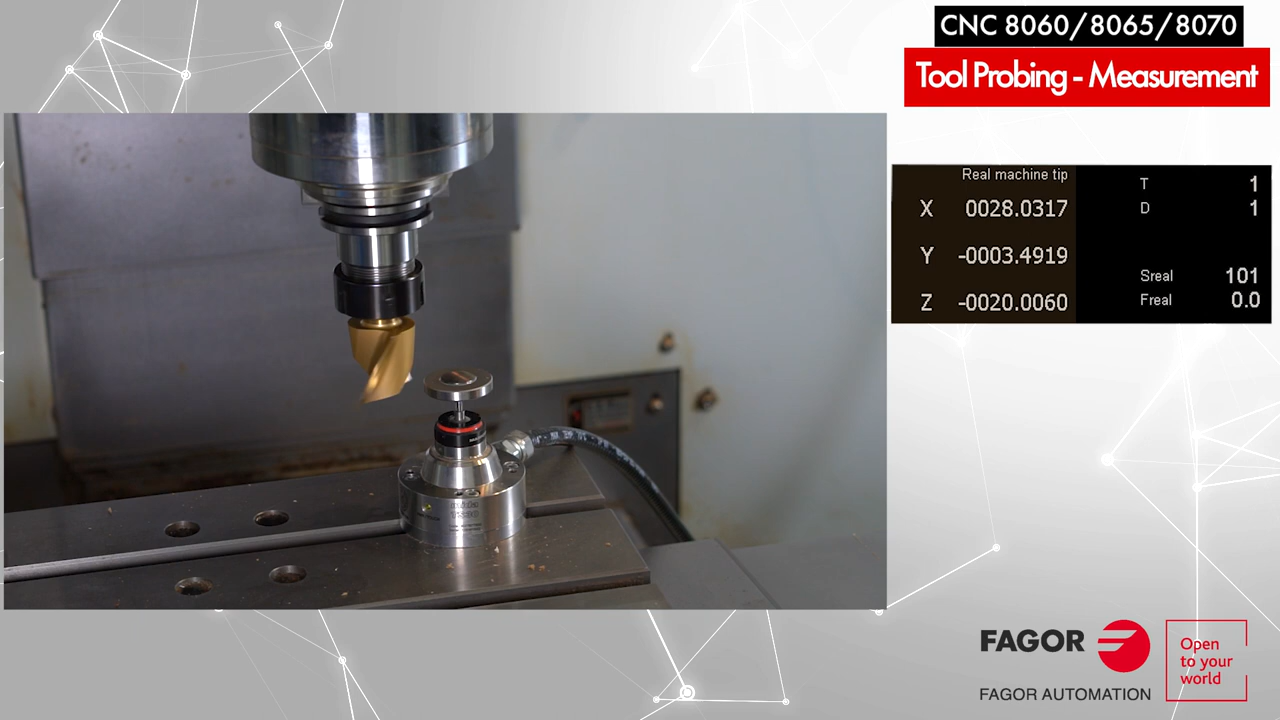 CNC 8060/8065/8070
Tool Probing - Measurement
Real machine tip
X 0028.0317
Y -0003.4919
Z -0020.0060
T 1
D 1
Sreal 101
Freal 0.0
FAGOR
FAGOR AUTOMATION
Open
to your
world